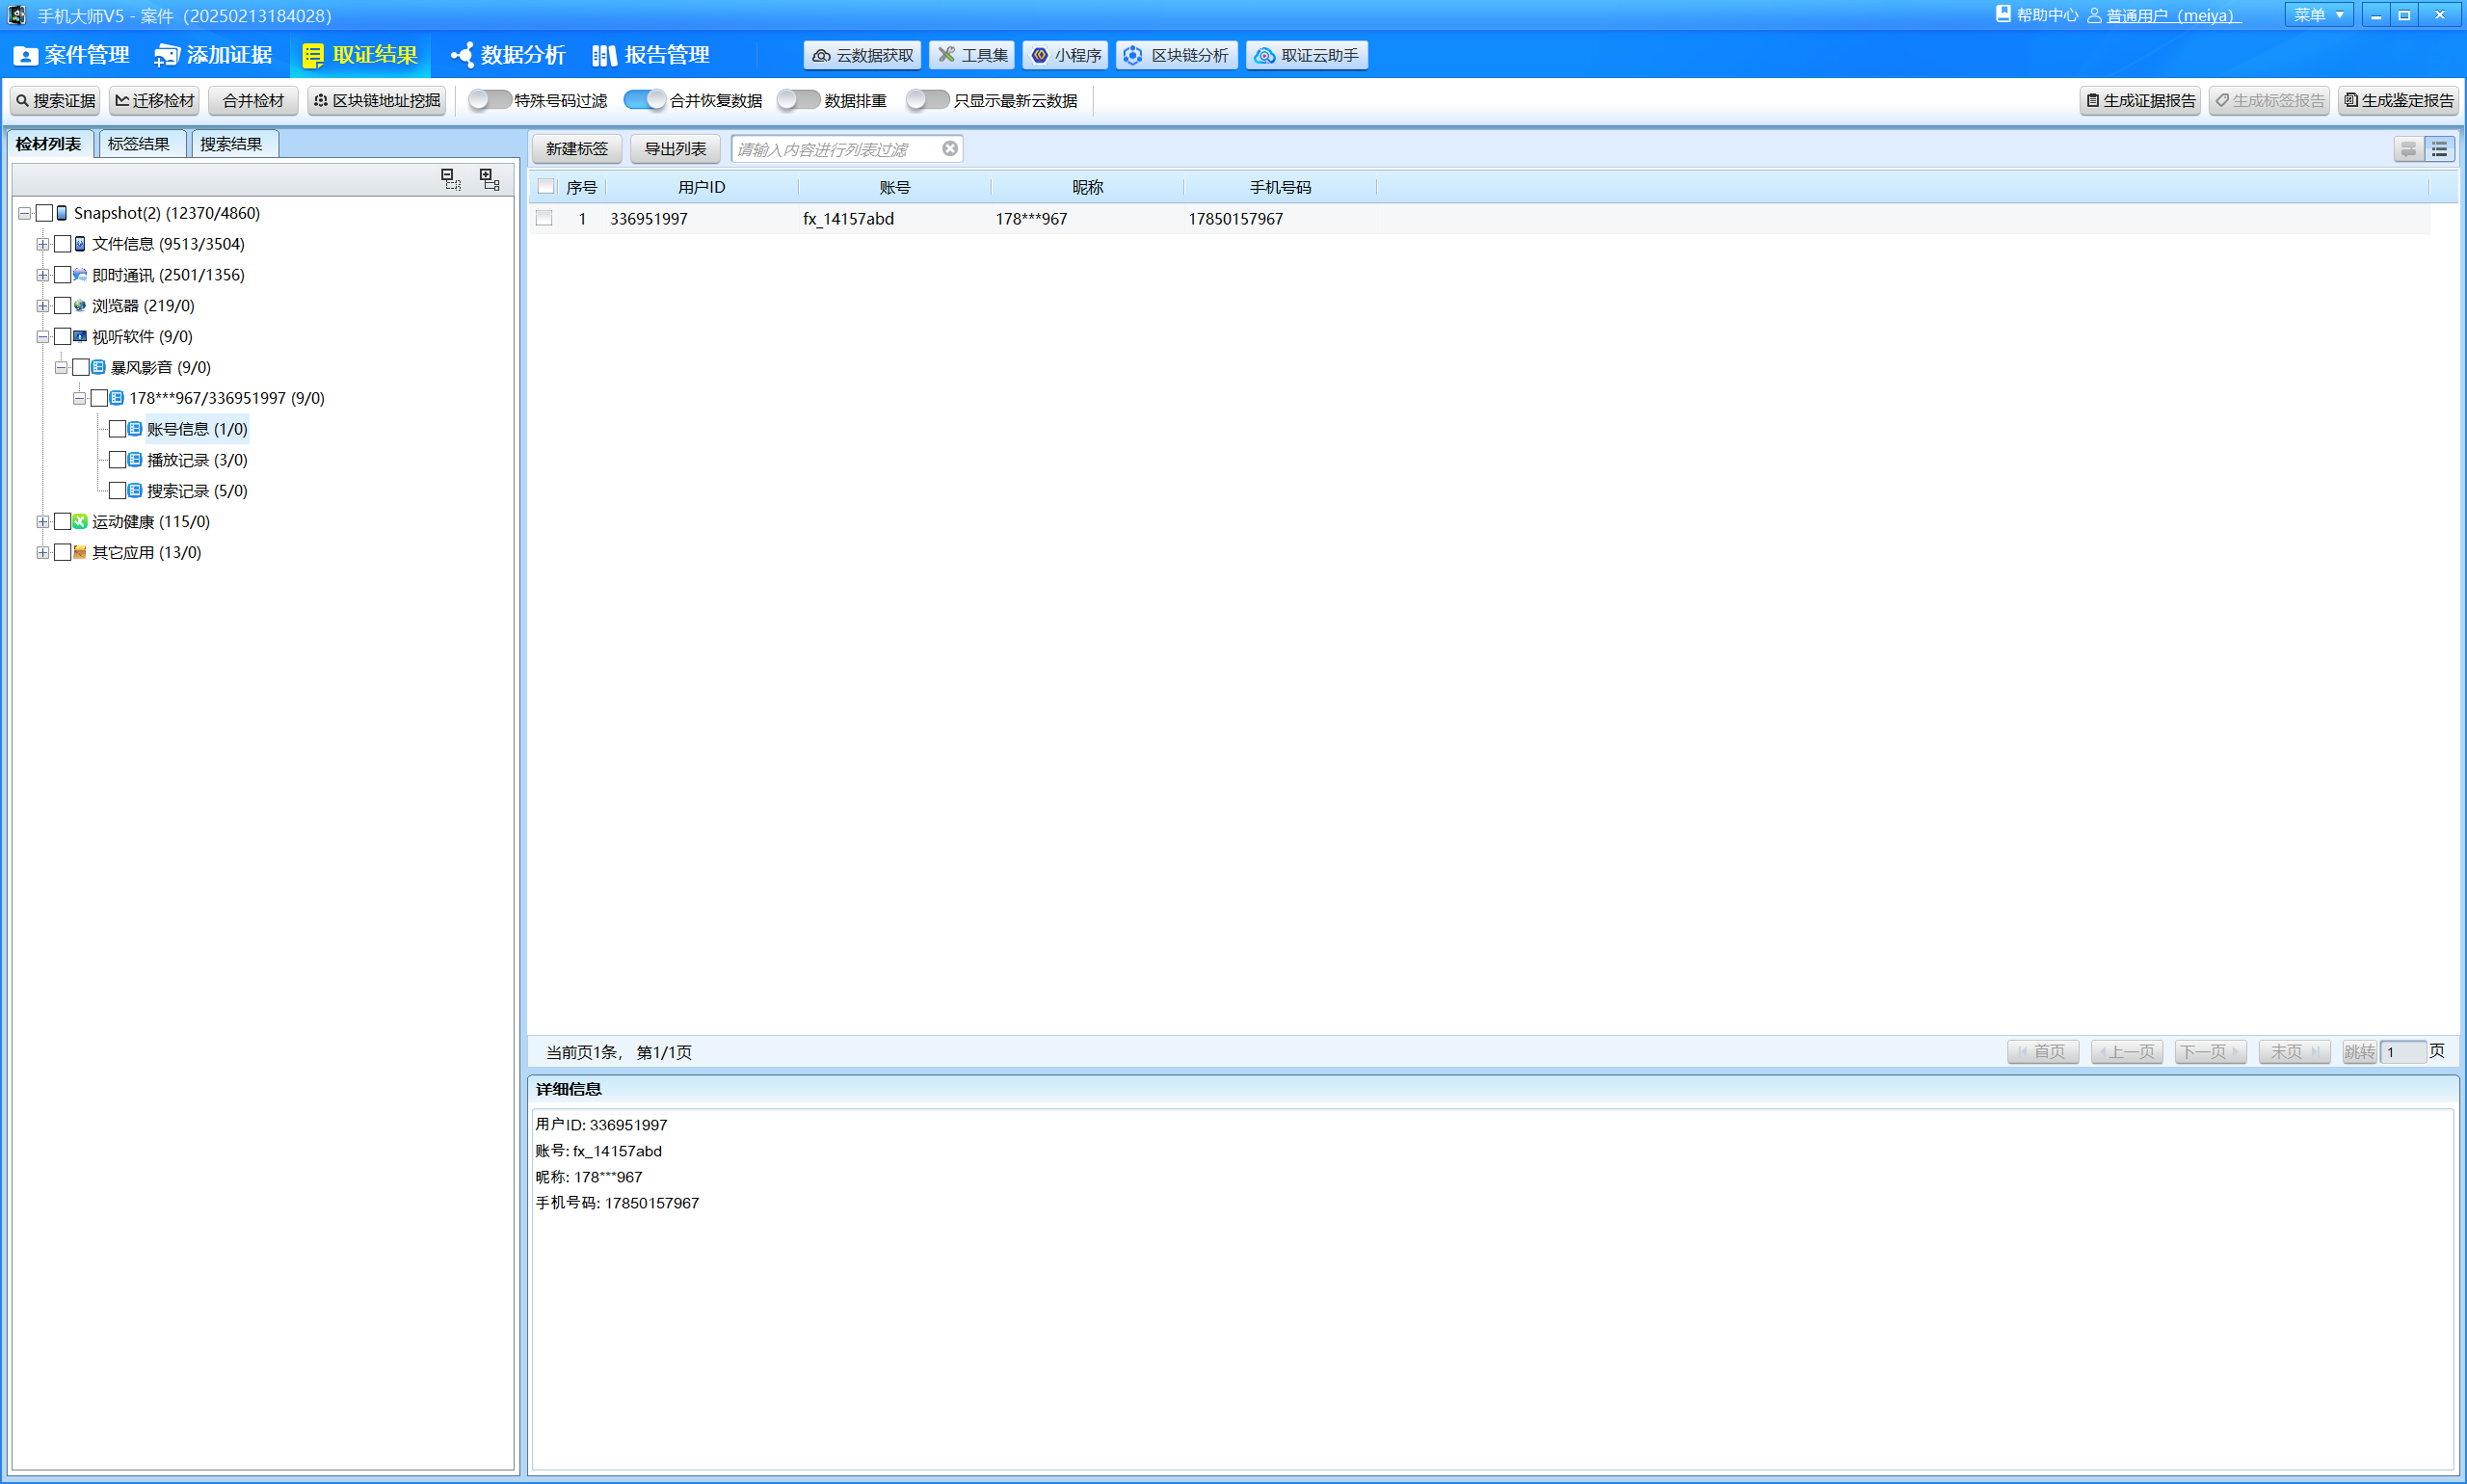 手机大师V5 - 案件（20250213184028）
帮助中心 普通用户（meiya） 菜单
案件管理 添加证据 取证结果 数据分析 报告管理 云数据获取 工具集 小程序 区块链分析 取证云助手
搜索证据 迁移检材 合并检材 区块链地址挖掘 特殊号码过滤 合并恢复数据 数据排重 只显示最新云数据 生成证据报告 生成标签报告 生成鉴定报告
检材列表 标签结果 搜索结果
Snapshot(2) (12370/4860)
文件信息 (9513/3504)
即时通讯 (2501/1356)
浏览器 (219/0)
视听软件 (9/0)
暴风影音 (9/0)
178***967/336951997 (9/0)
账号信息 (1/0)
播放记录 (3/0)
搜索记录 (5/0)
运动健康 (115/0)
其它应用 (13/0)
新建标签 导出列表 请输入内容进行列表过滤
序号 用户ID 账号 昵称 手机号码
1 336951997 fx_14157abd 178***967 17850157967
当前页1条， 第1/1页 首页 上一页 下一页 末页 跳转 1 页
详细信息
用户ID: 336951997
账号: fx_14157abd
昵称: 178***967
手机号码: 17850157967